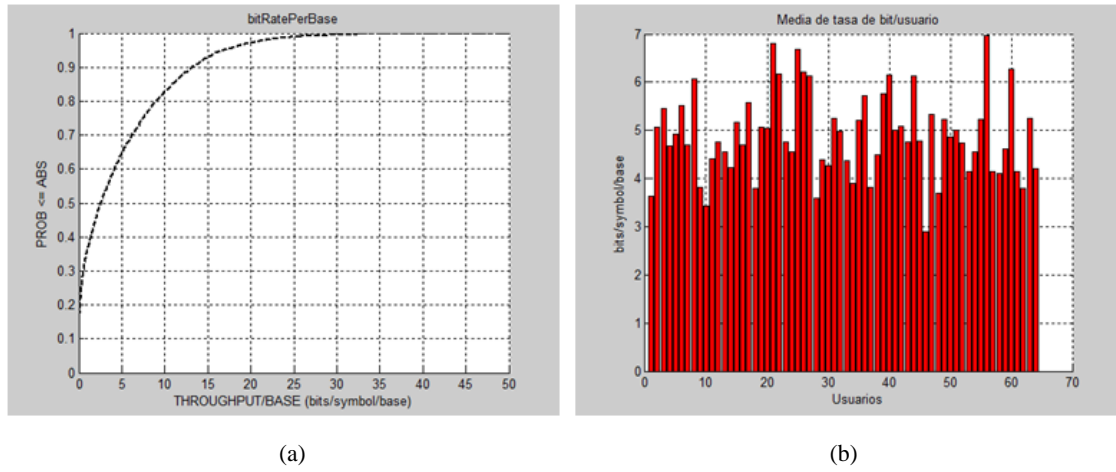 bitRatePerBase
PROB <= ABS
1
0.9
0.8
0.7
0.6
0.5
0.4
0.3
0.2
0.1
0
0 5 10 15 20 25 30 35 40 45 50
THROUGHPUT/BASE (bits/symbol/base)
(a)
Media de tasa de bit/usuario
bits/symbol/base
7
6
5
4
3
2
1
0
0 10 20 30 40 50 60 70
Usuarios
(b)